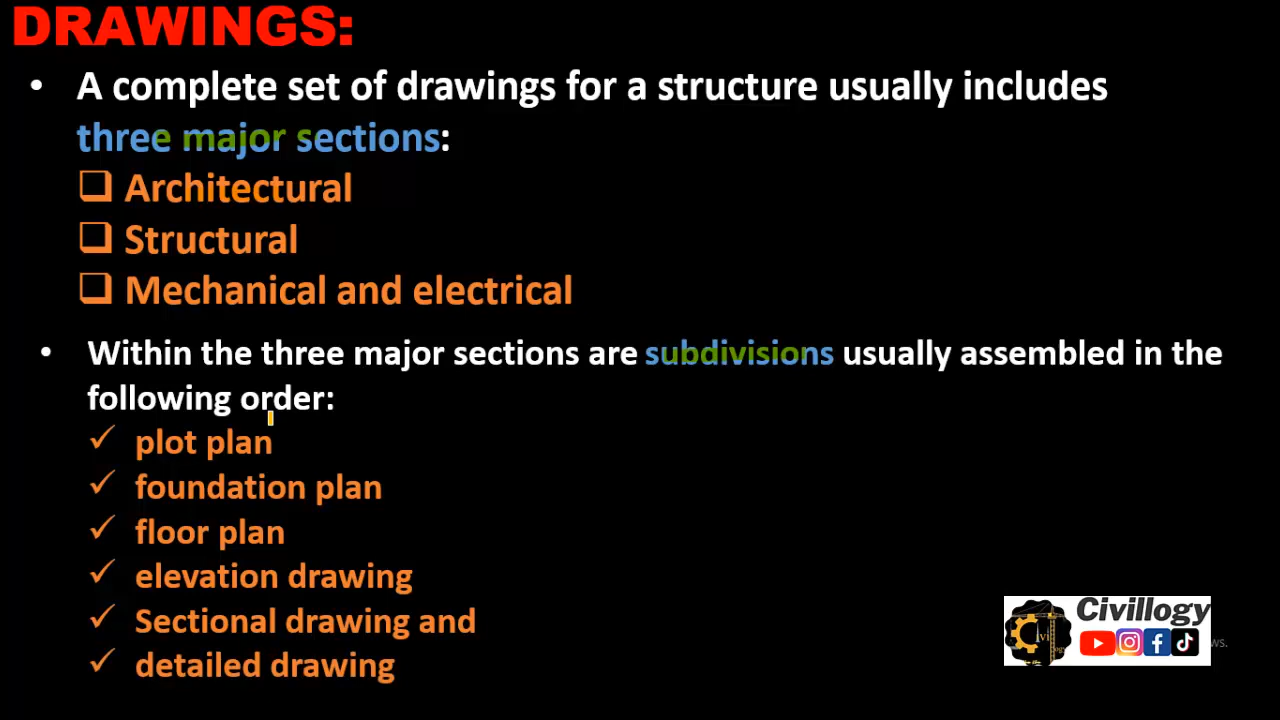 DRAWINGS:
• A complete set of drawings for a structure usually includes
three major sections:
❑ Architectural
❑ Structural
❑ Mechanical and electrical
• Within the three major sections are subdivisions usually assembled in the
following order:
✓ plot plan
✓ foundation plan
✓ floor plan
✓ elevation drawing
✓ Sectional drawing and
✓ detailed drawing
Civillogy